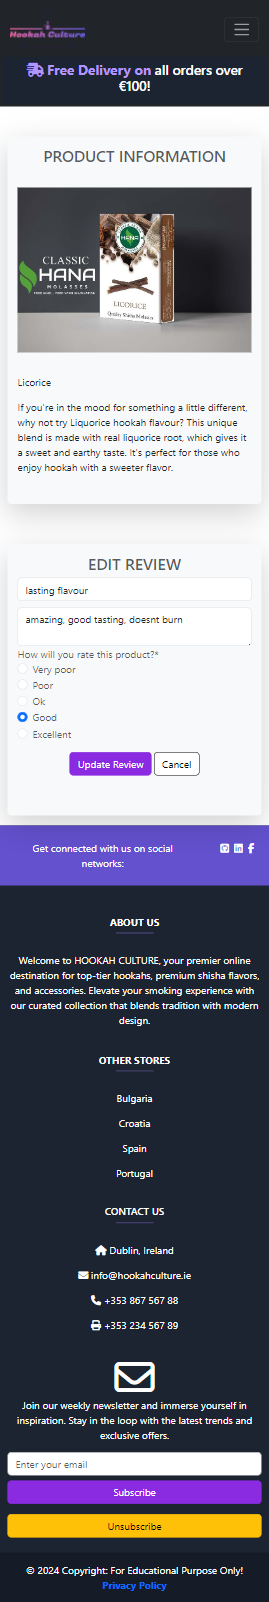 Hookah Culture
Free Delivery on all orders over
€100!
PRODUCT INFORMATION
CLASSIC
HANA
MOLASSES
HANA
LICORICE
Licorice
If you're in the mood for something a little different,
why not try Liquorice hookah flavour? This unique
blend is made with real liquorice root, which gives it
a sweet and earthy taste. It's perfect for those who
enjoy hookah with a sweeter flavor.
EDIT REVIEW
lasting flavour
amazing, good tasting, doesnt burn
How will you rate this product?*
Very poor
Poor
Ok
Good
Excellent
Update Review Cancel
Get connected with us on social
networks:
ABOUT US
Welcome to HOOKAH CULTURE, your premier online
destination for top-tier hookahs, premium shisha flavors,
and accessories. Elevate your smoking experience with
our curated collection that blends tradition with modern
design.
OTHER STORES
Bulgaria
Croatia
Spain
Portugal
CONTACT US
Dublin, Ireland
info@hookahculture.ie
+353 867 567 88
+353 234 567 89
Join our weekly newsletter and immerse yourself in
inspiration. Stay in the loop with the latest trends and
exclusive offers.
Enter your email
Subscribe
Unsubscribe
© 2024 Copyright: For Educational Purpose Only!
Privacy Policy